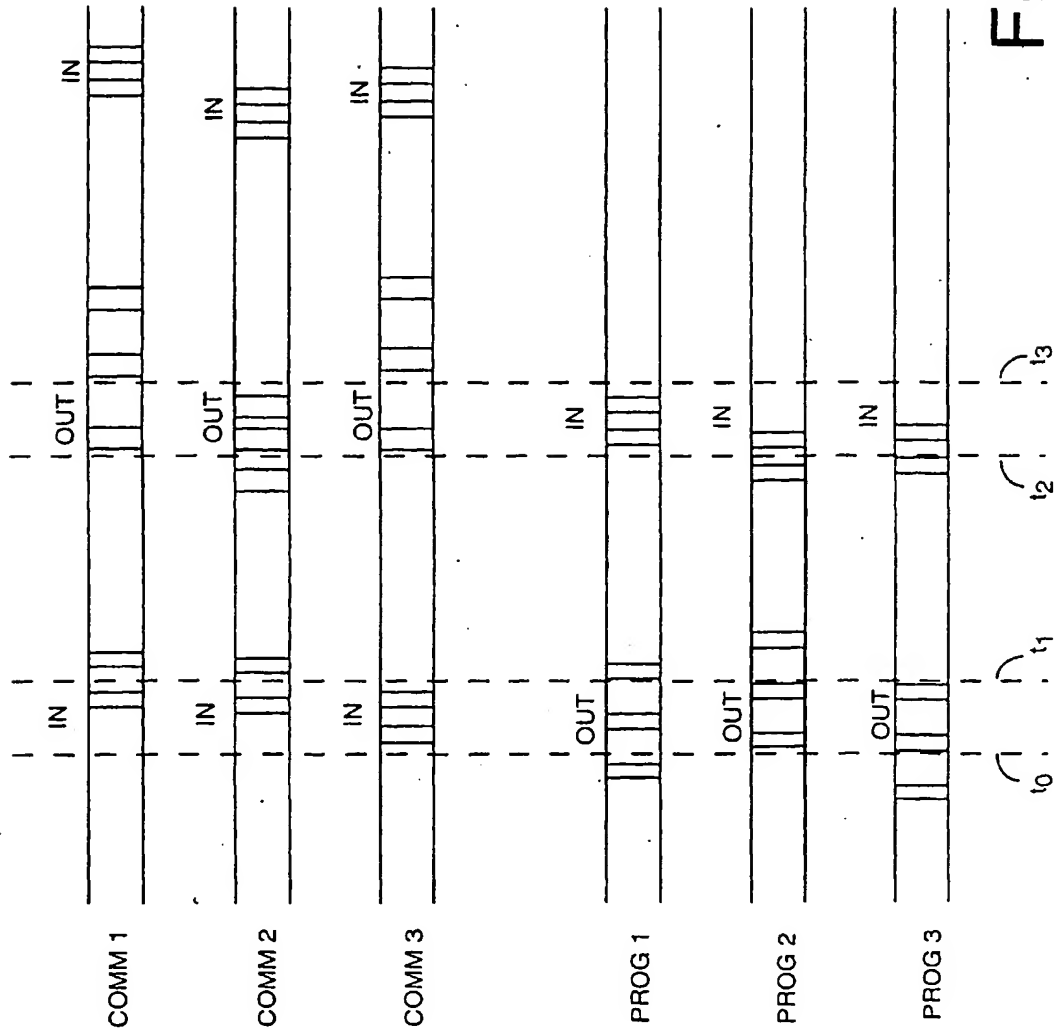 COMM 1 IN OUT IN
COMM 2 IN OUT IN
COMM 3 IN OUT IN
PROG 1 OUT IN
PROG 2 OUT IN
PROG 3 OUT IN
t0 t1 t2 t3
F